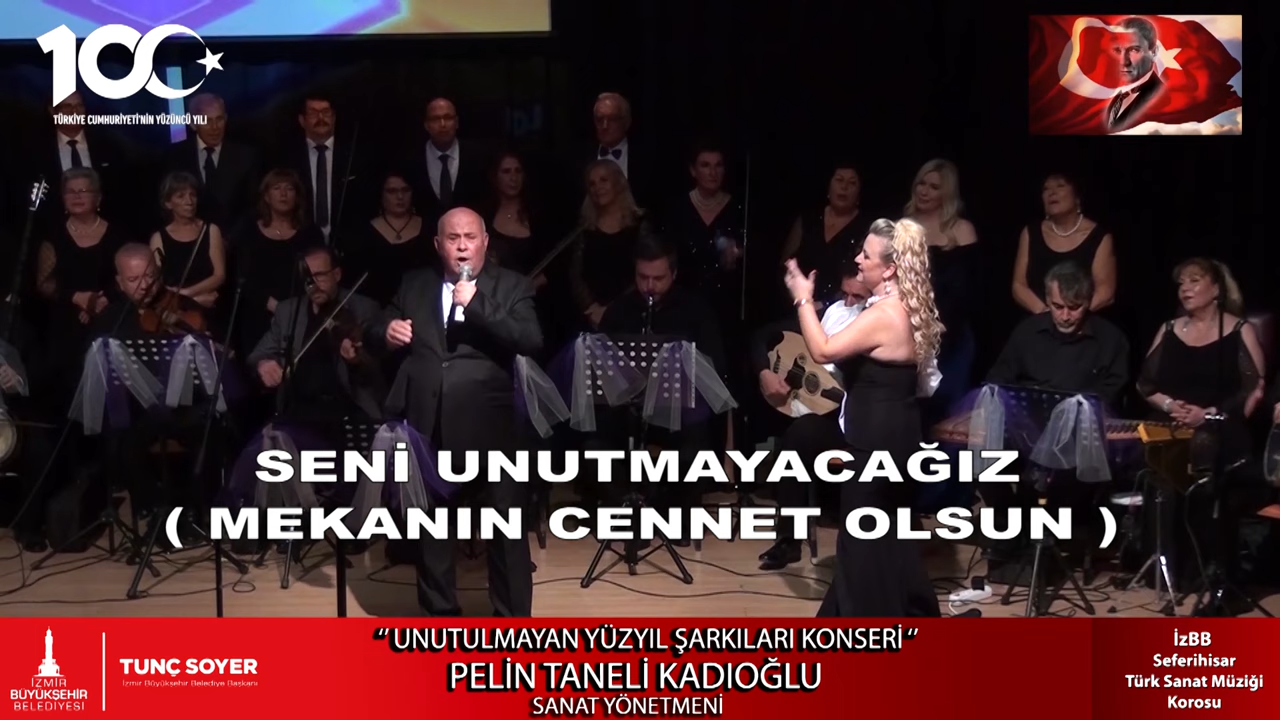 100
TÜRKİYE CUMHURİYETİ'NİN YÜZÜNCÜ YILI
SENİ UNUTMAYACAĞIZ
( MEKANIN CENNET OLSUN )
İZMİR
BÜYÜKŞEHİR
BELEDİYESİ
TUNÇ SOYER
İzmir Büyükşehir Belediye Başkanı
“ UNUTULMAYAN YÜZYIL ŞARKILARI KONSERİ “
PELİN TANELİ KADIOĞLU
SANAT YÖNETMENİ
İzBB
Seferihisar
Türk Sanat Müziği
Korosu